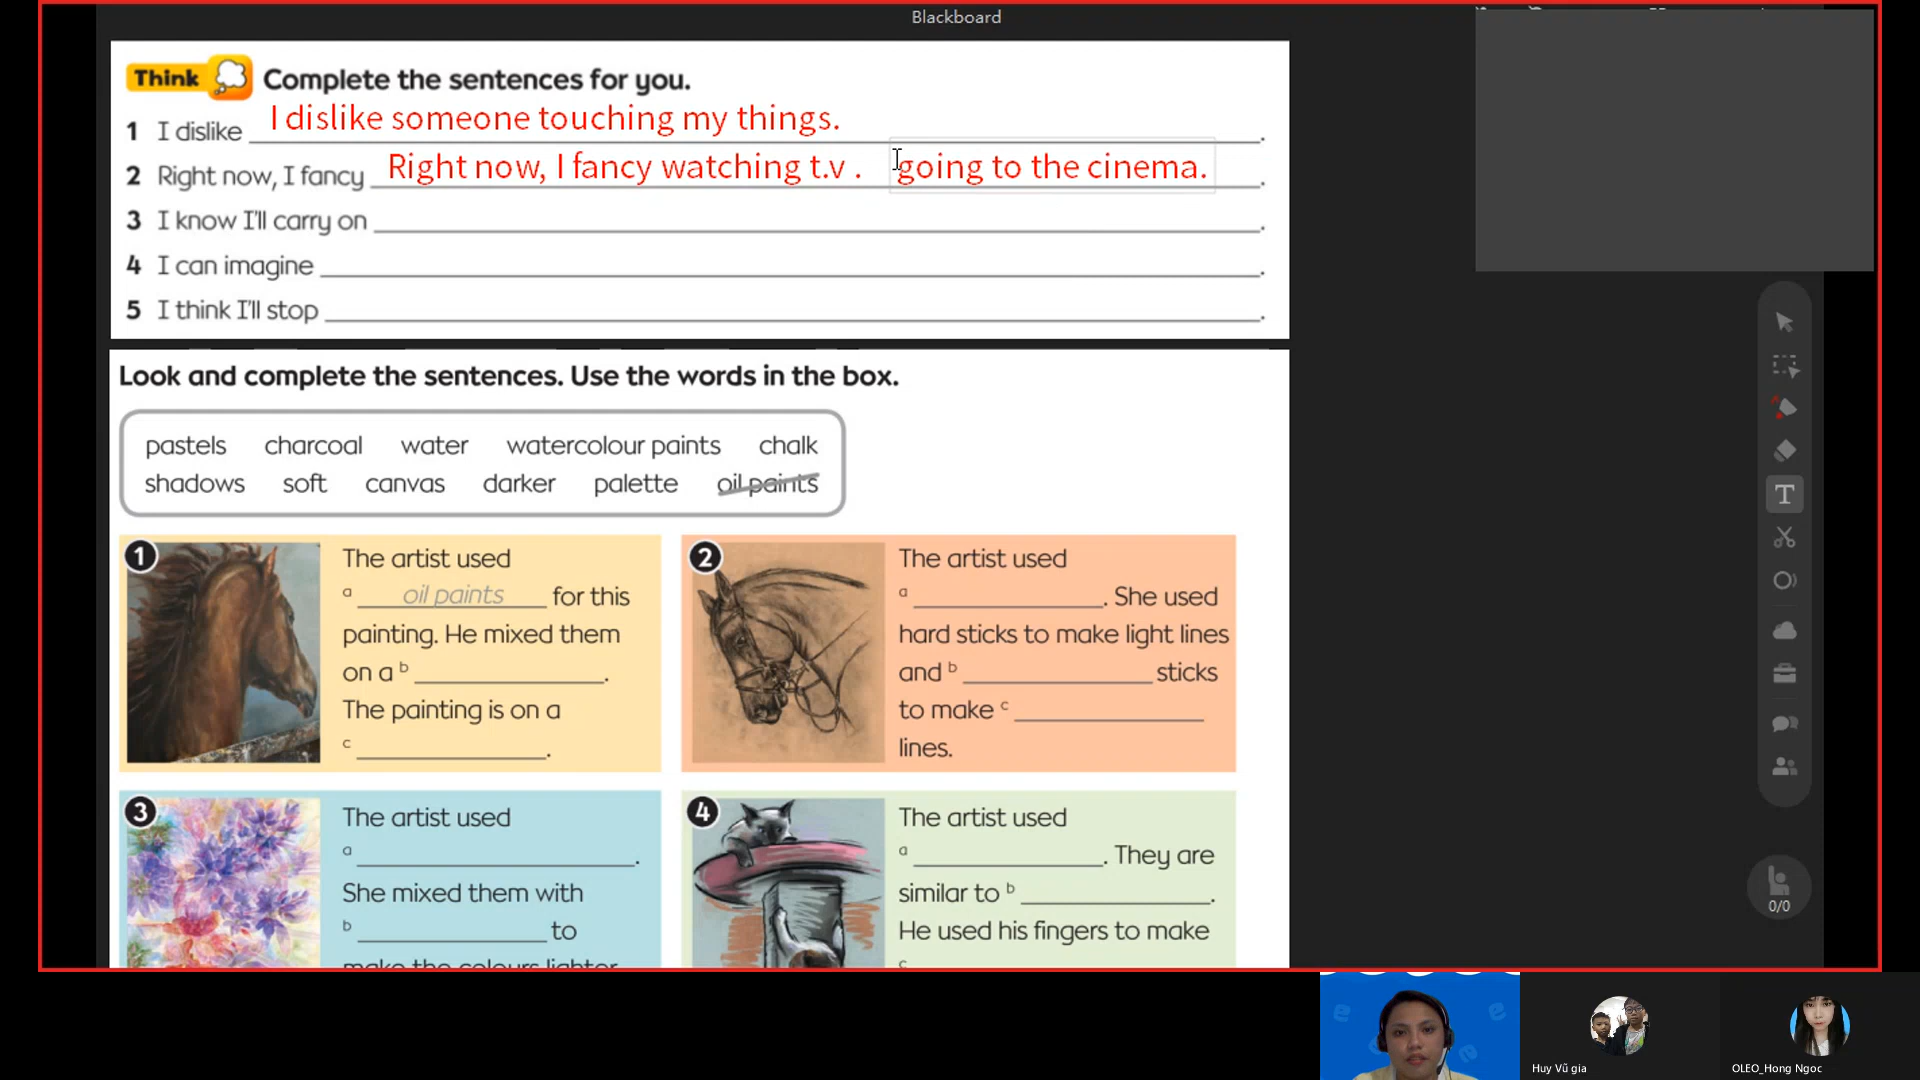 Blackboard
Think Complete the sentences for you.
1 I dislike I dislike someone touching my things. .
2 Right now, I fancy Right now, I fancy watching t.v . going to the cinema. .
3 I know I'll carry on .
4 I can imagine .
5 I think I'll stop .
Look and complete the sentences. Use the words in the box.
pastels charcoal water watercolour paints chalk
shadows soft canvas darker palette oil paints
1 The artist used
a oil paints for this
painting. He mixed them
on a b .
The painting is on a
c .
2 The artist used
a . She used
hard sticks to make light lines
and b sticks
to make c
lines.
3 The artist used
a .
She mixed them with
b to
make the colours lighter
4 The artist used
a . They are
similar to b .
He used his fingers to make
c
T
0/0
Huy Vũ gia
OLEO_Hong Ngoc